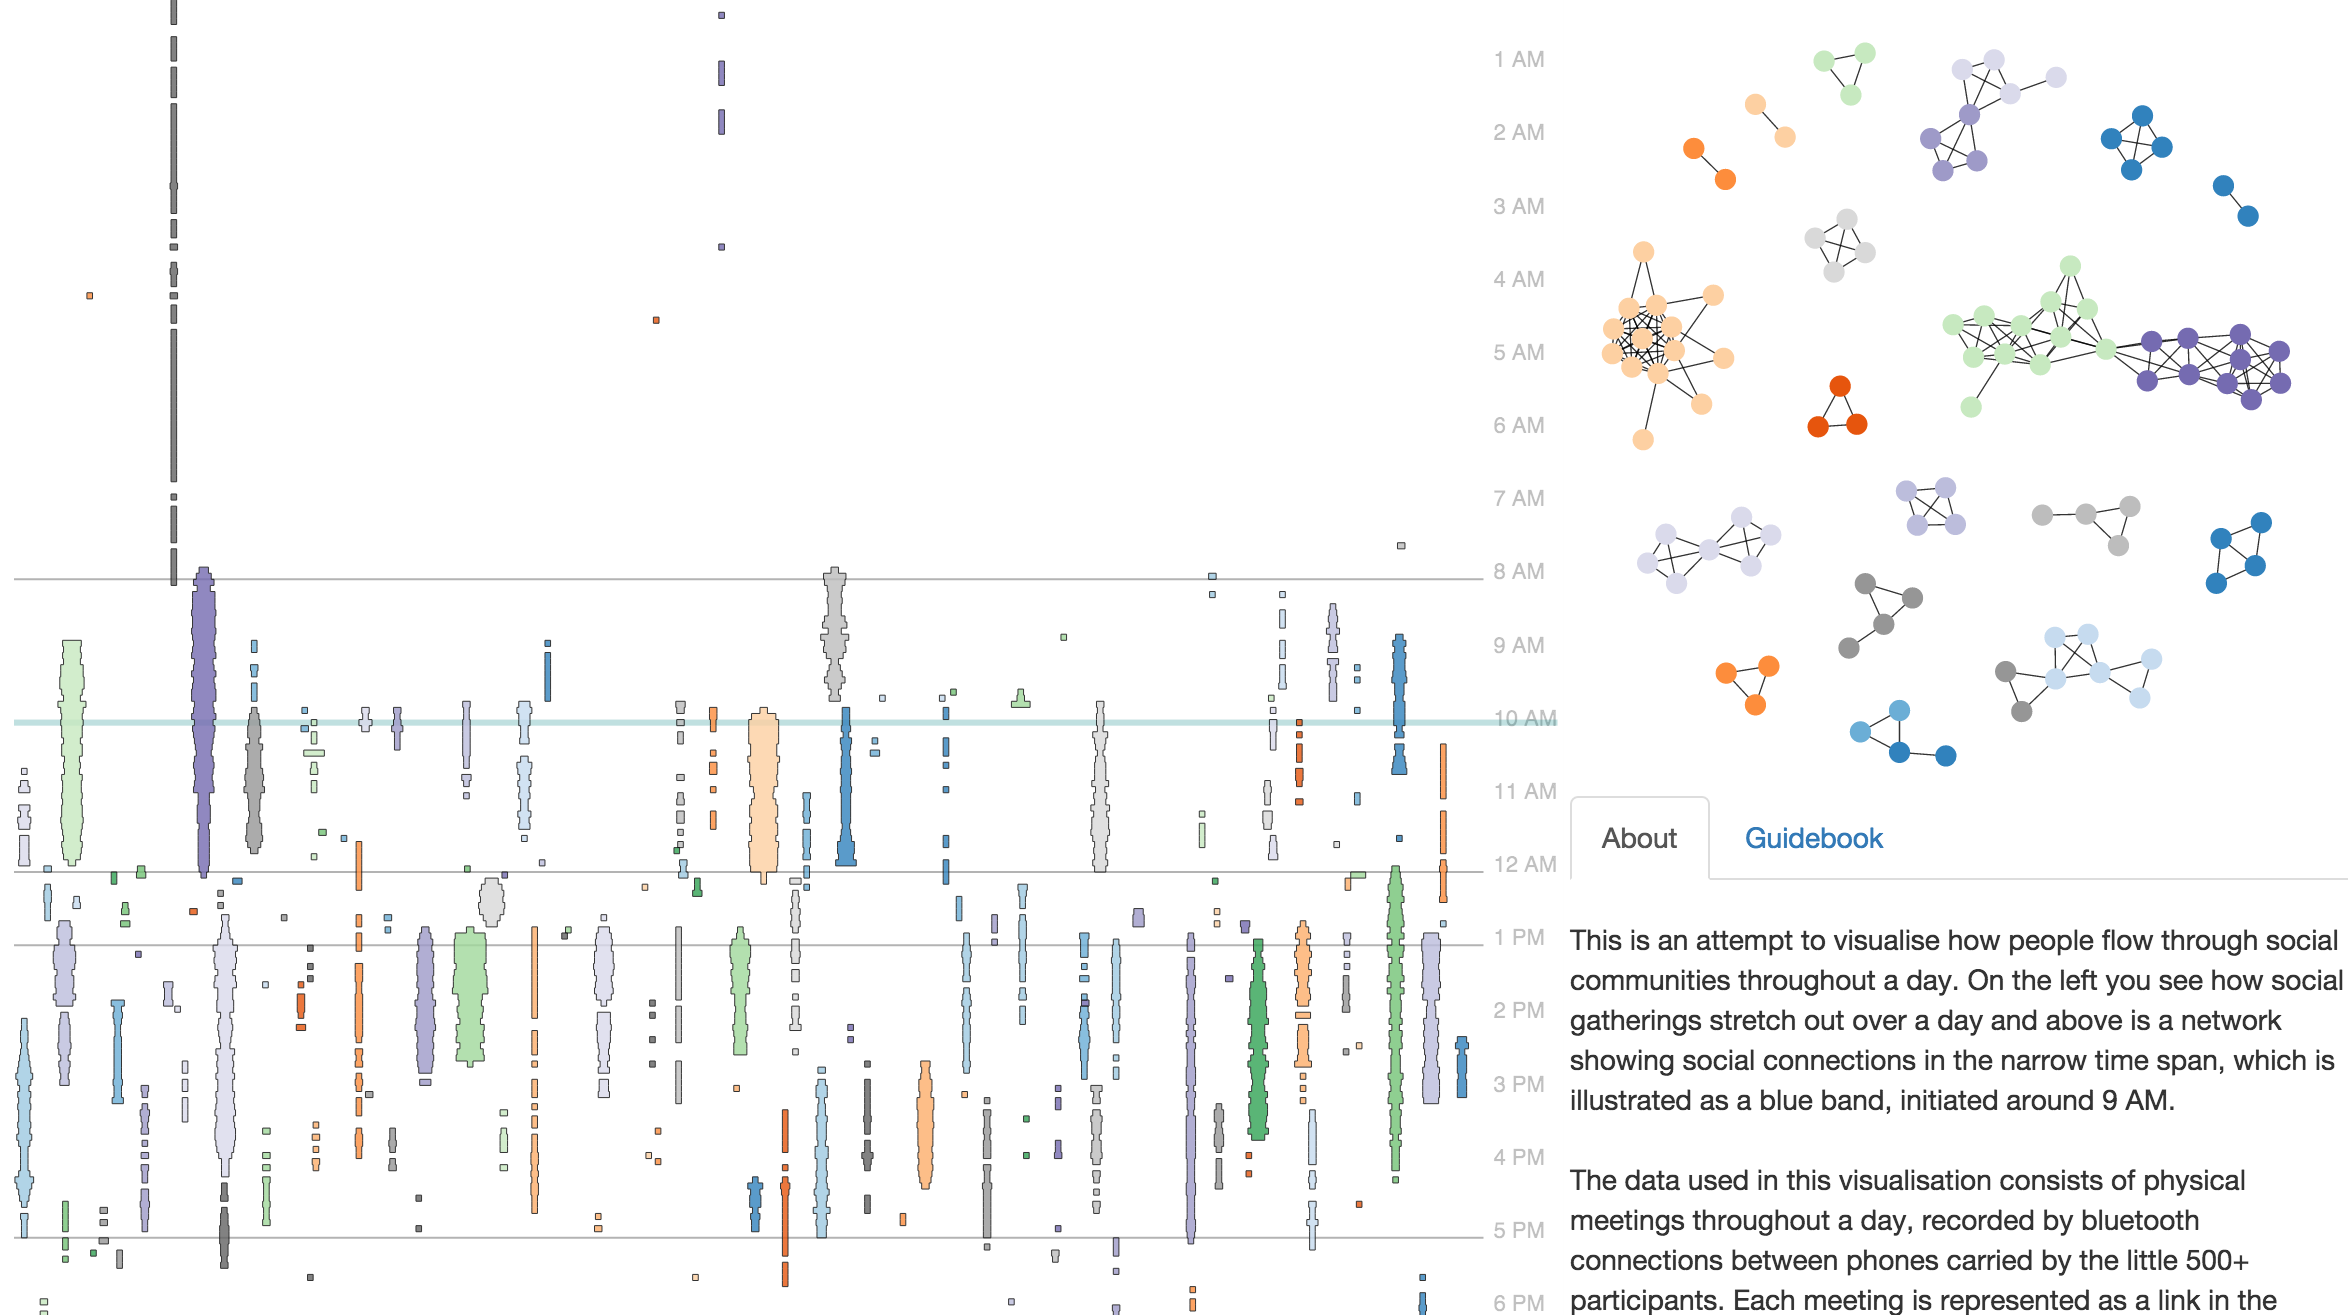 1 AM
2 AM
3 AM
4 AM
5 AM
6 AM
7 AM
8 AM
9 AM
10 AM
11 AM
12 AM
1 PM
2 PM
3 PM
4 PM
5 PM
6 PM
About
Guidebook
This is an attempt to visualise how people flow through social
communities throughout a day. On the left you see how social
gatherings stretch out over a day and above is a network
showing social connections in the narrow time span, which is
illustrated as a blue band, initiated around 9 AM.
The data used in this visualisation consists of physical
meetings throughout a day, recorded by bluetooth
connections between phones carried by the little 500+
participants. Each meeting is represented as a link in the